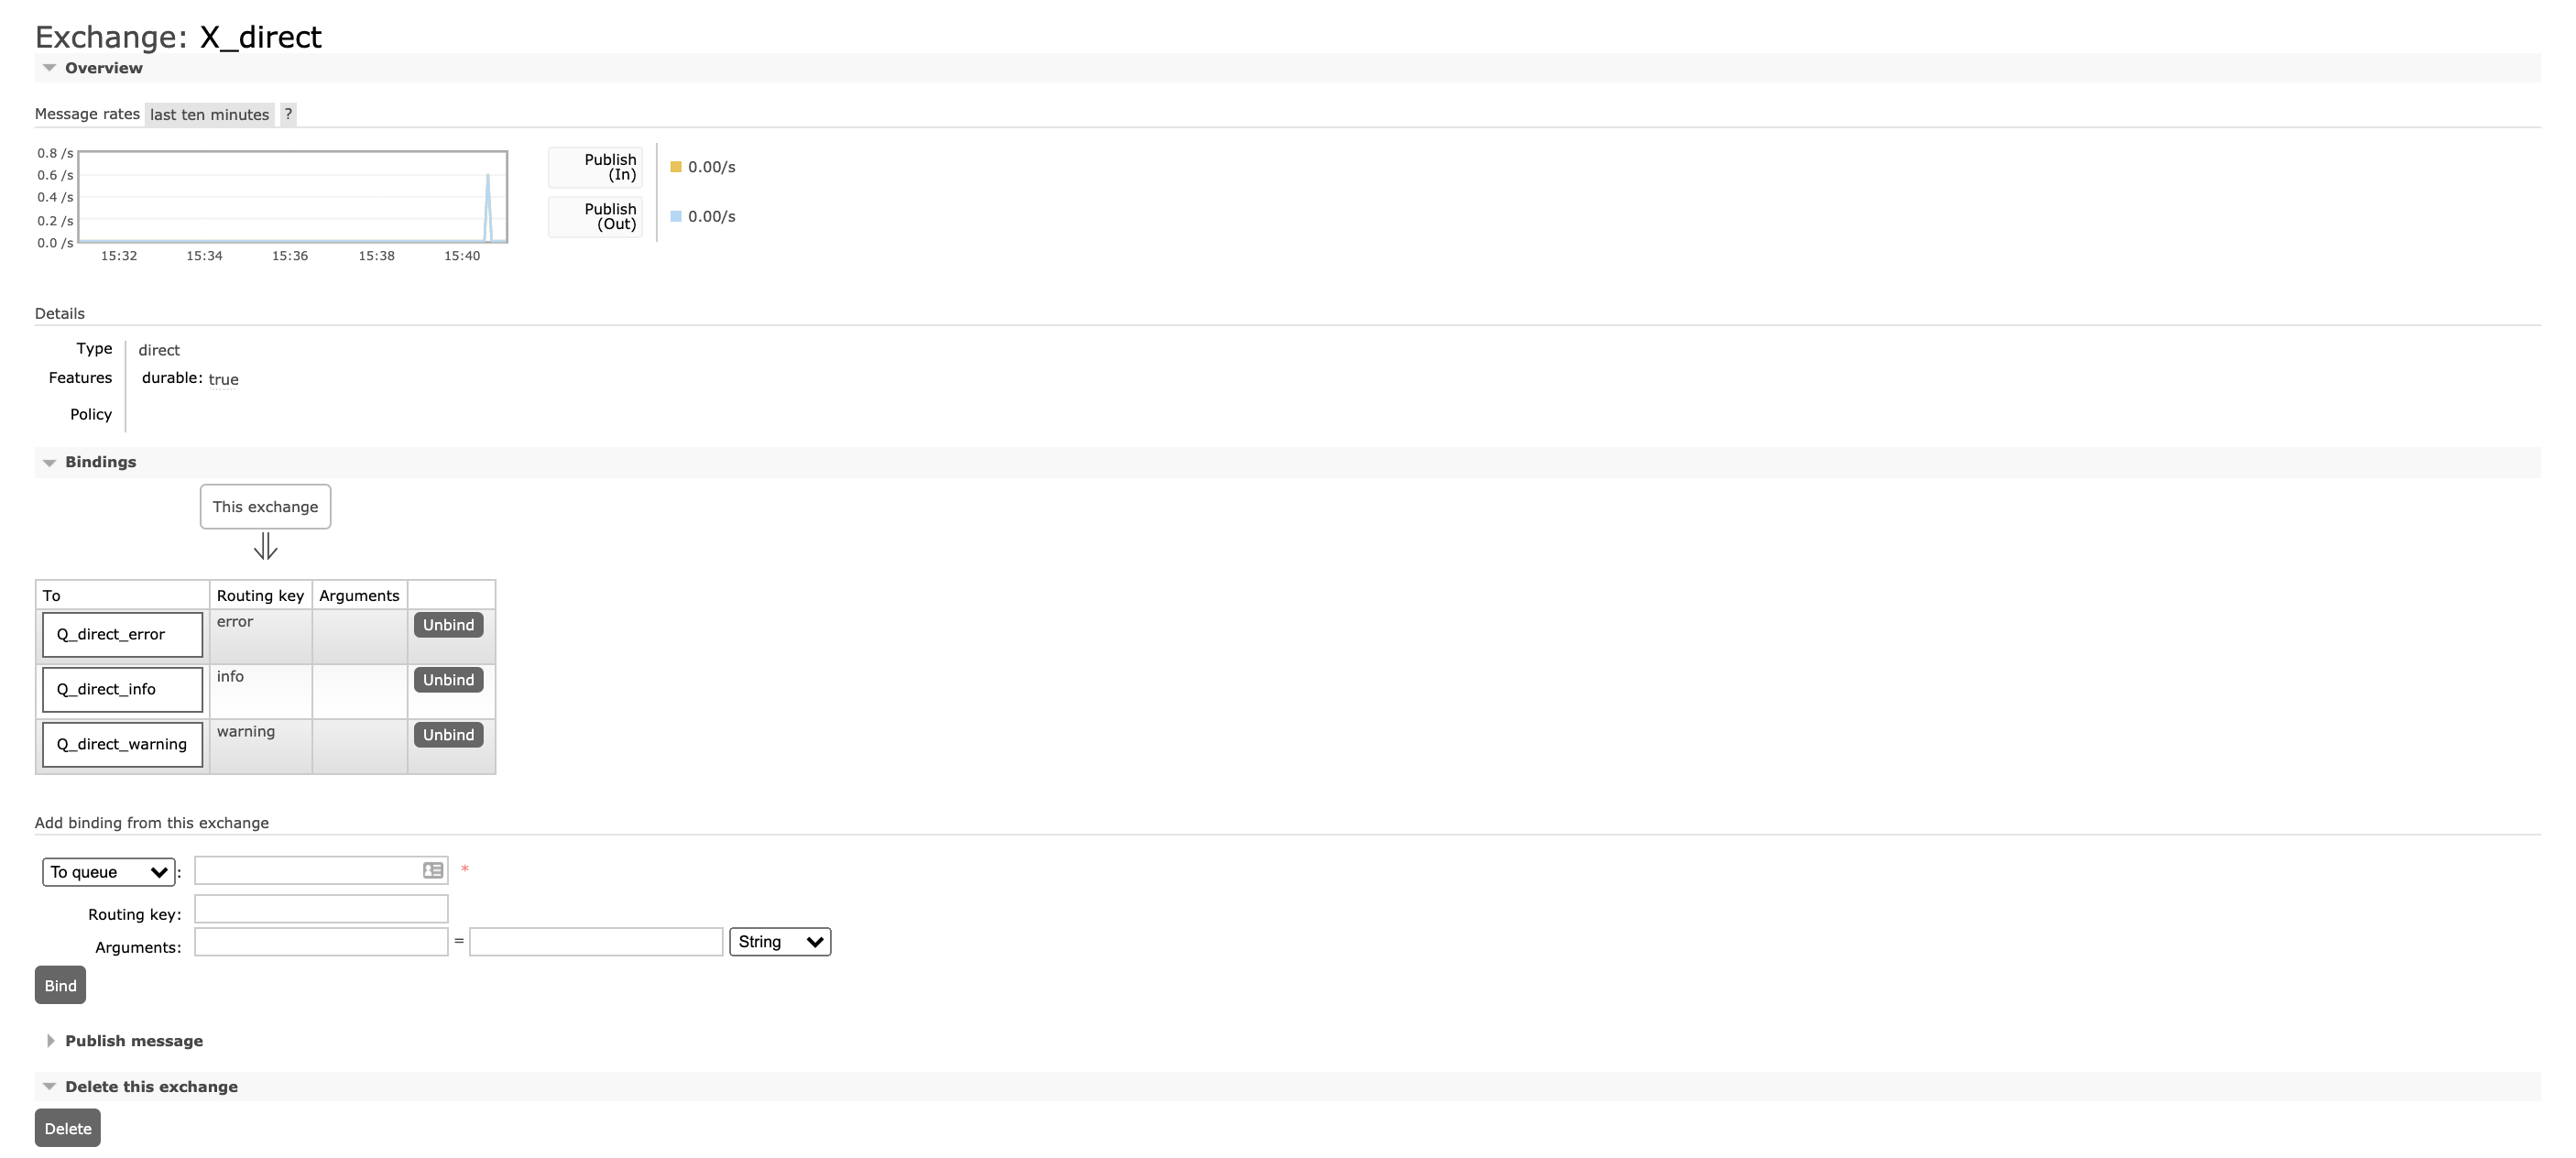 Exchange: X_direct
Overview
Message rates last ten minutes ?
0.8 /s
0.6 /s
0.4 /s
0.2 /s
0.0 /s
15:32 15:34 15:36 15:38 15:40
Publish
(In)
0.00/s
Publish
(Out)
0.00/s
Details
Type direct
Features durable: true
Policy
Bindings
This exchange
⇓
To Routing key Arguments
Q_direct_error error Unbind
Q_direct_info info Unbind
Q_direct_warning warning Unbind
Add binding from this exchange
To queue : *
Routing key:
Arguments: = String
Bind
Publish message
Delete this exchange
Delete